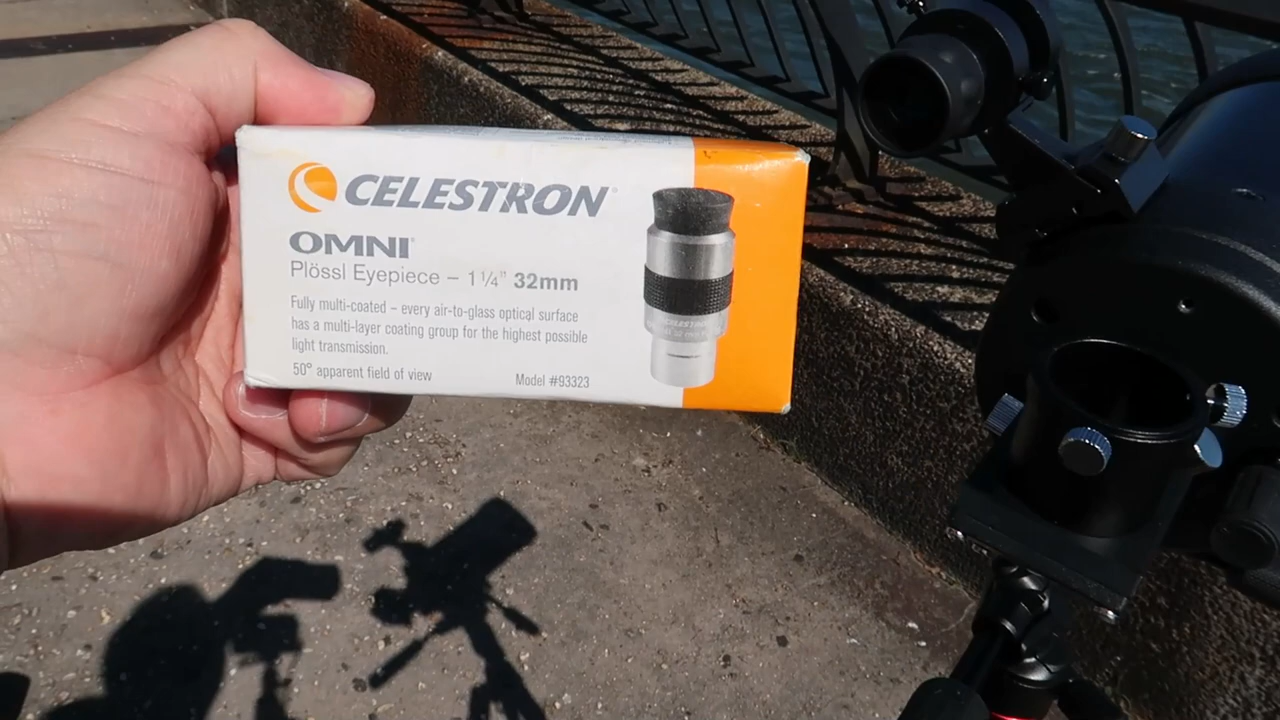 CELESTRON®
OMNI®
Plössl Eyepiece – 1¼" 32mm
Fully multi-coated – every air-to-glass optical surface
has a multi-layer coating group for the highest possible
light transmission.
50° apparent field of view
Model #93323
CELESTRON